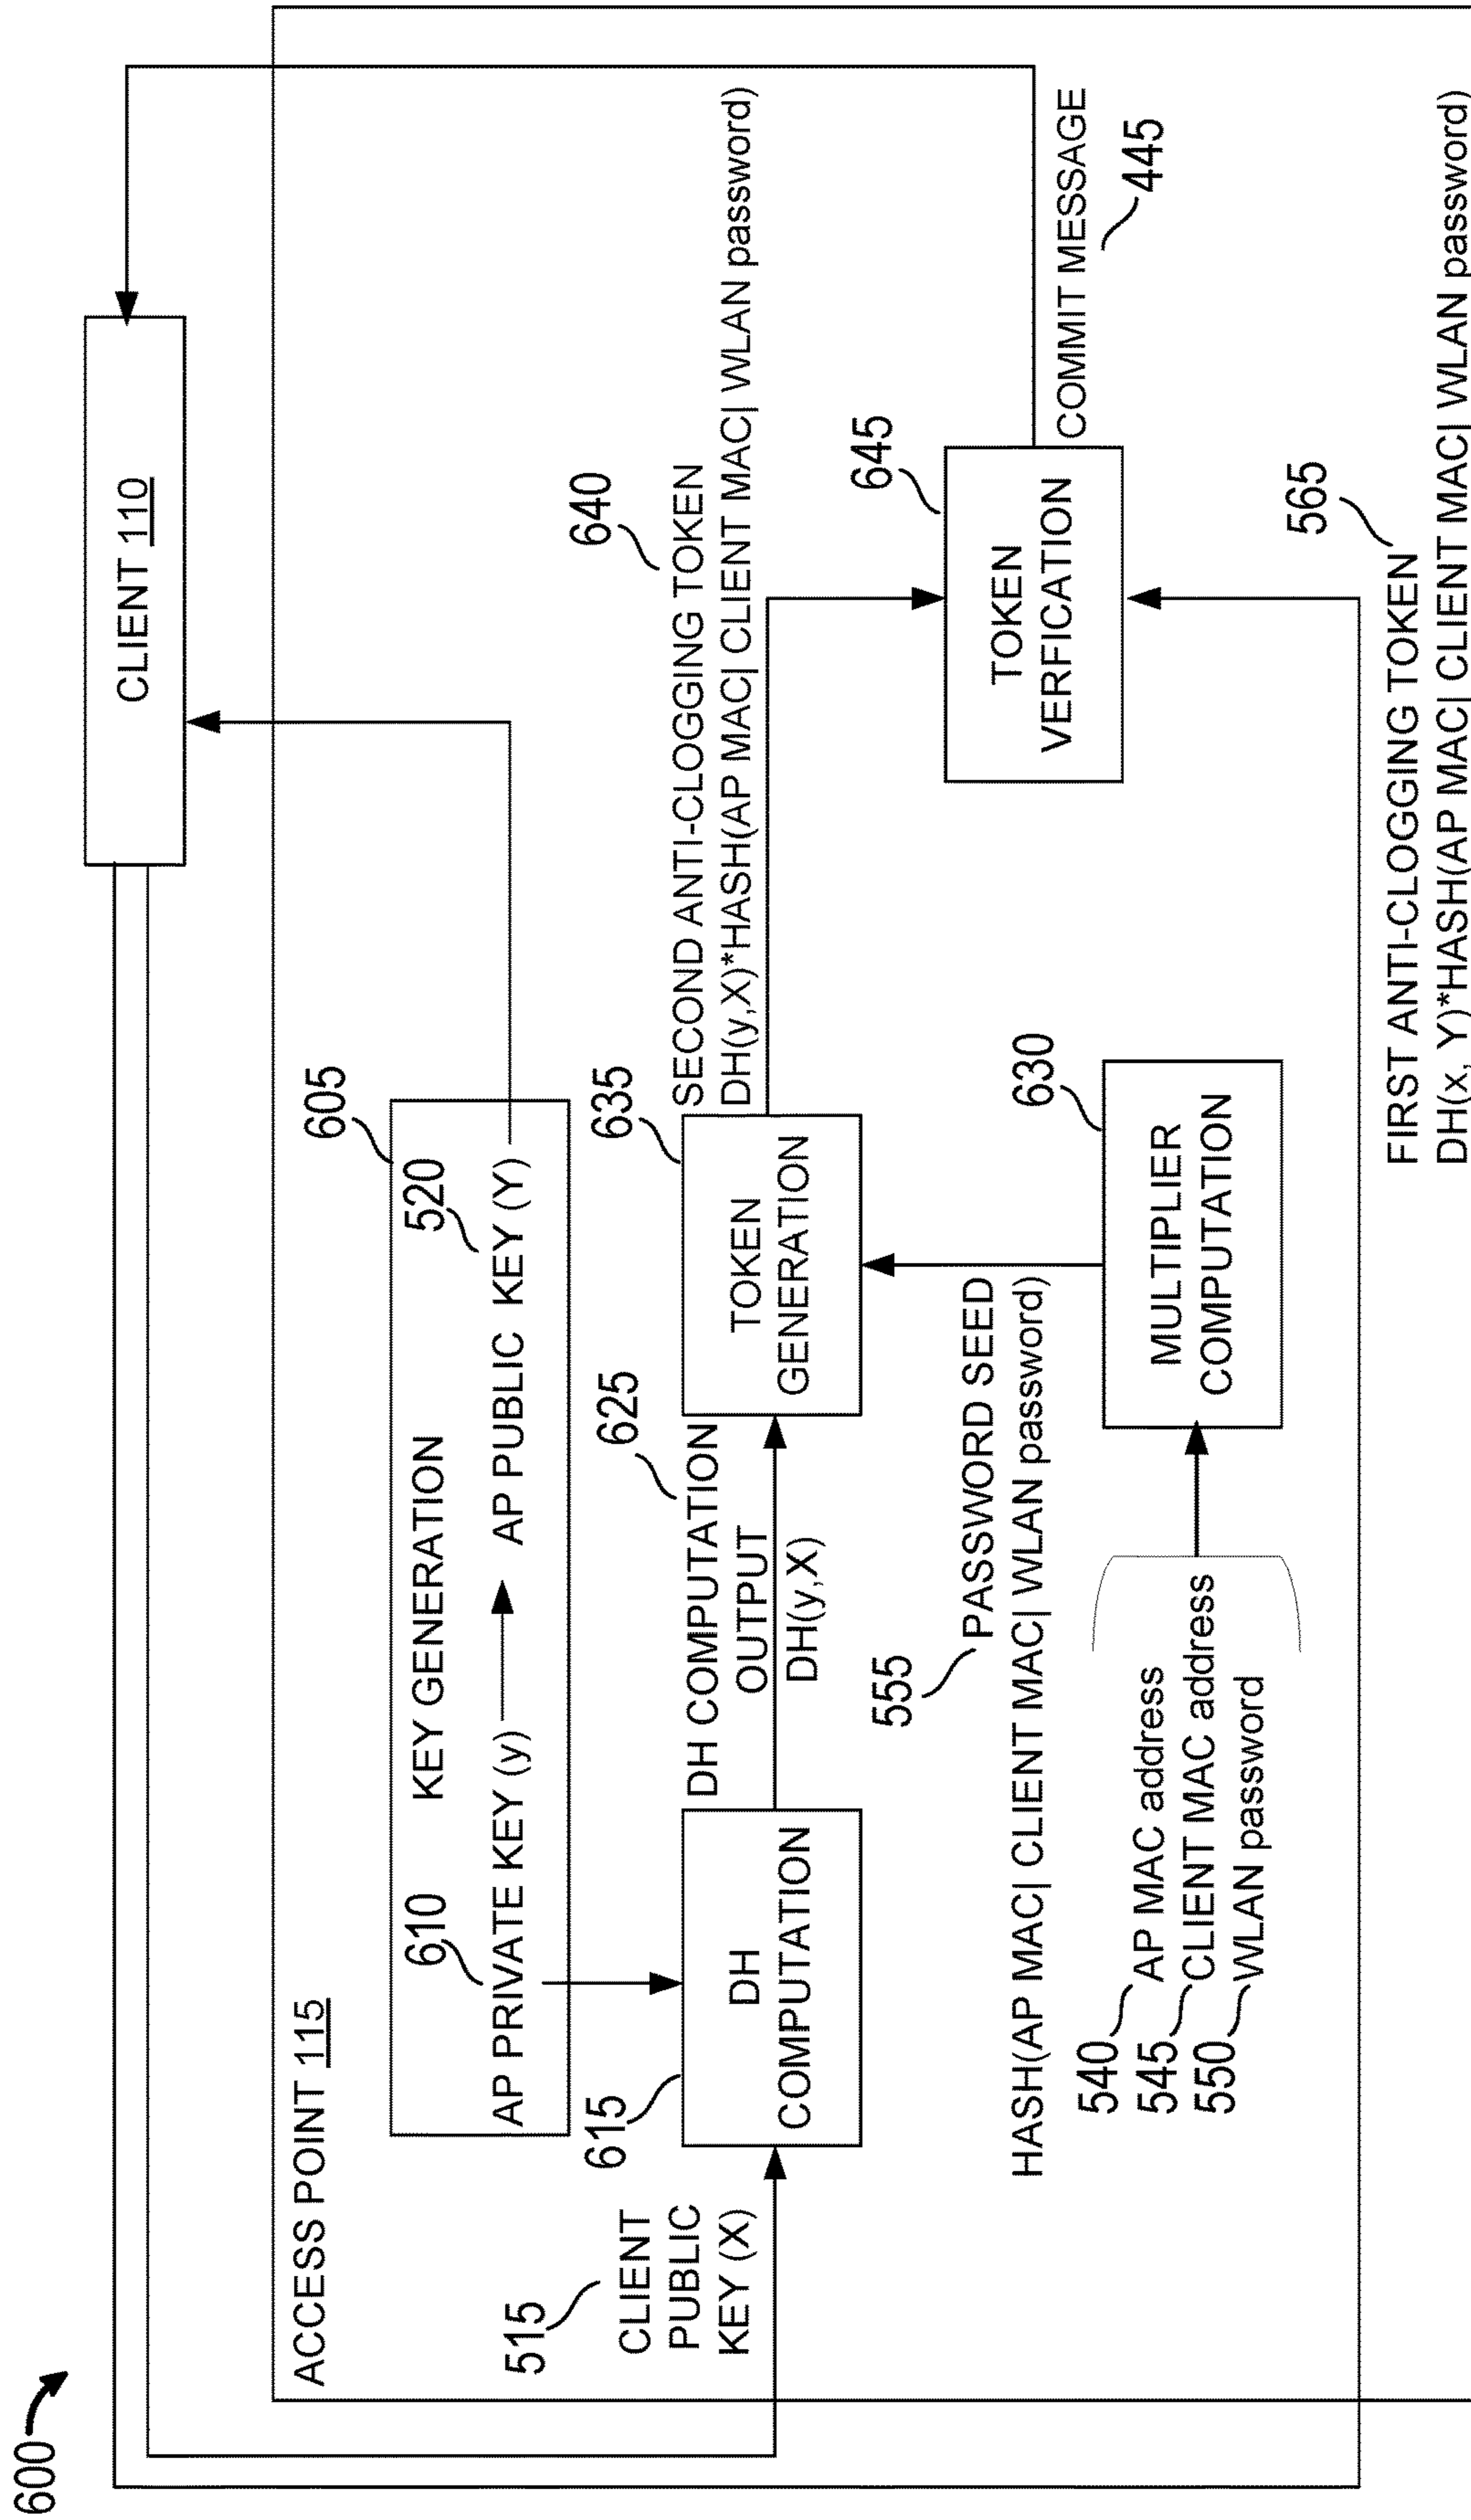 600
CLIENT 110
ACCESS POINT 115
605
610
KEY GENERATION
520
AP PRIVATE KEY (y)
AP PUBLIC KEY (Y)
515
CLIENT
PUBLIC
KEY (X)
615
DH
COMPUTATION
625
DH COMPUTATION
OUTPUT
DH(y,X)
635
TOKEN
GENERATION
640
SECOND ANTI-CLOGGING TOKEN
DH(y,X)*HASH(AP MAC| CLIENT MAC| WLAN password)
555
PASSWORD SEED
HASH(AP MAC| CLIENT MAC| WLAN password)
645
TOKEN
VERFICATION
COMMIT MESSAGE
445
540
AP MAC address
545
CLIENT MAC address
550
WLAN password
630
MULTIPLIER
COMPUTATION
565
FIRST ANTI-CLOGGING TOKEN
DH(x, Y)*HASH(AP MAC| CLIENT MAC| WLAN password)